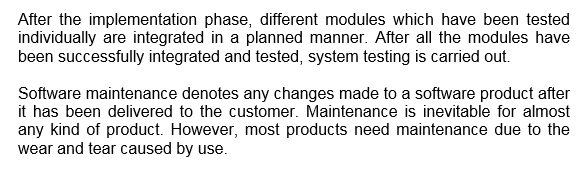 After the implementation phase, different modules which have been tested
individually are integrated in a planned manner. After all the modules have
been successfully integrated and tested, system testing is carried out.
Software maintenance denotes any changes made to a software product after
it has been delivered to the customer. Maintenance is inevitable for almost
any kind of product. However, most products need maintenance due to the
wear and tear caused by use.